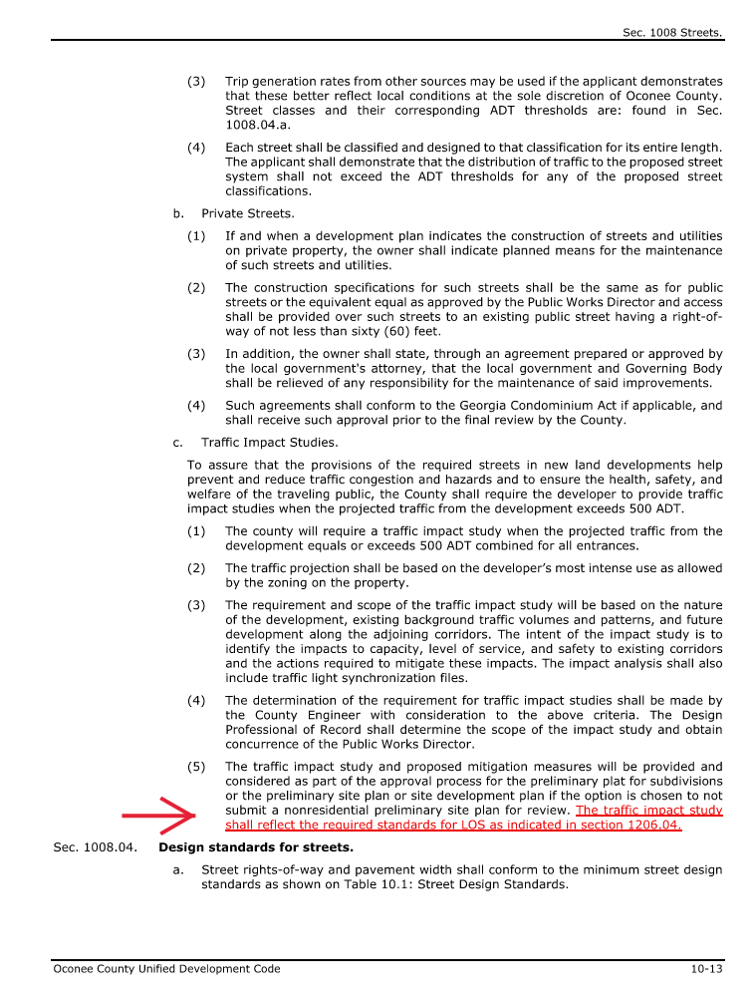 Sec. 1008 Streets.
(3) Trip generation rates from other sources may be used if the applicant demonstrates
that these better reflect local conditions at the sole discretion of Oconee County.
Street classes and their corresponding ADT thresholds are: found in Sec.
1008.04.a.
(4) Each street shall be classified and designed to that classification for its entire length.
The applicant shall demonstrate that the distribution of traffic to the proposed street
system shall not exceed the ADT thresholds for any of the proposed street
classifications.
b. Private Streets.
(1) If and when a development plan indicates the construction of streets and utilities
on private property, the owner shall indicate planned means for the maintenance
of such streets and utilities.
(2) The construction specifications for such streets shall be the same as for public
streets or the equivalent equal as approved by the Public Works Director and access
shall be provided over such streets to an existing public street having a right-of-
way of not less than sixty (60) feet.
(3) In addition, the owner shall state, through an agreement prepared or approved by
the local government's attorney, that the local government and Governing Body
shall be relieved of any responsibility for the maintenance of said improvements.
(4) Such agreements shall conform to the Georgia Condominium Act if applicable, and
shall receive such approval prior to the final review by the County.
c. Traffic Impact Studies.
To assure that the provisions of the required streets in new land developments help
prevent and reduce traffic congestion and hazards and to ensure the health, safety, and
welfare of the traveling public, the County shall require the developer to provide traffic
impact studies when the projected traffic from the development exceeds 500 ADT.
(1) The county will require a traffic impact study when the projected traffic from the
development equals or exceeds 500 ADT combined for all entrances.
(2) The traffic projection shall be based on the developer’s most intense use as allowed
by the zoning on the property.
(3) The requirement and scope of the traffic impact study will be based on the nature
of the development, existing background traffic volumes and patterns, and future
development along the adjoining corridors. The intent of the impact study is to
identify the impacts to capacity, level of service, and safety to existing corridors
and the actions required to mitigate these impacts. The impact analysis shall also
include traffic light synchronization files.
(4) The determination of the requirement for traffic impact studies shall be made by
the County Engineer with consideration to the above criteria. The Design
Professional of Record shall determine the scope of the impact study and obtain
concurrence of the Public Works Director.
(5) The traffic impact study and proposed mitigation measures will be provided and
considered as part of the approval process for the preliminary plat for subdivisions
or the preliminary site plan or site development plan if the option is chosen to not
submit a nonresidential preliminary site plan for review. The traffic impact study
shall reflect the required standards for LOS as indicated in section 1206.04.
Sec. 1008.04. Design standards for streets.
a. Street rights-of-way and pavement width shall conform to the minimum street design
standards as shown on Table 10.1: Street Design Standards.
Oconee County Unified Development Code 10-13